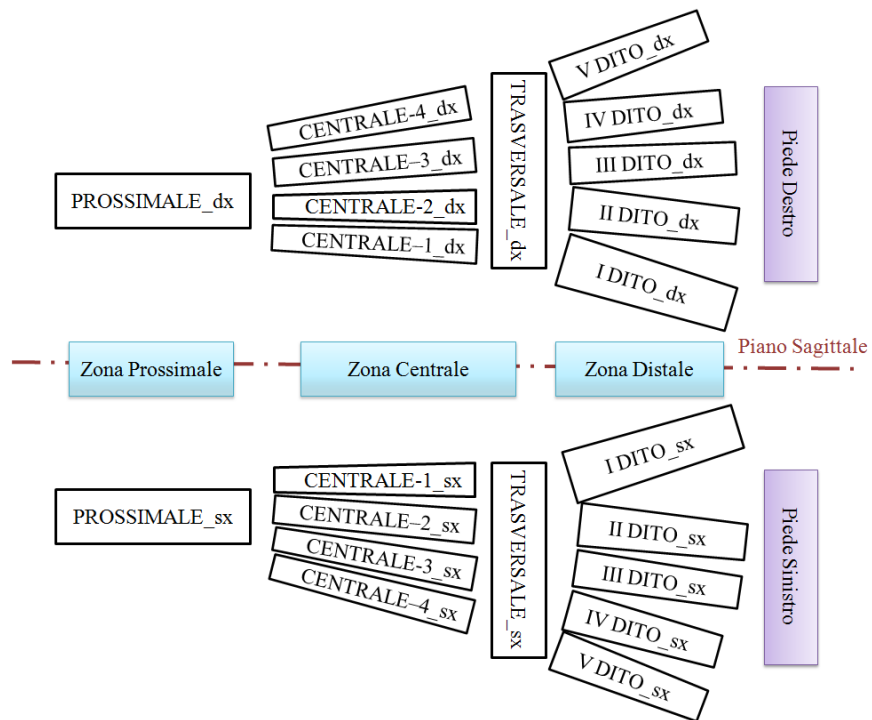 V DITO_dx
CENTRALE-4_dx
IV DITO_dx
CENTRALE–3_dx
III DITO_dx
PROSSIMALE_dx
CENTRALE-2_dx
II DITO_dx
CENTRALE–1_dx
I DITO_dx
TRASVERSALE_dx
Piede Destro
Piano Sagittale
Zona Prossimale
Zona Centrale
Zona Distale
I DITO_sx
CENTRALE-1_sx
PROSSIMALE_sx
CENTRALE–2_sx
II DITO_sx
CENTRALE-3_sx
III DITO_sx
CENTRALE–4_sx
IV DITO_sx
V DITO_sx
TRASVERSALE_sx
Piede Sinistro